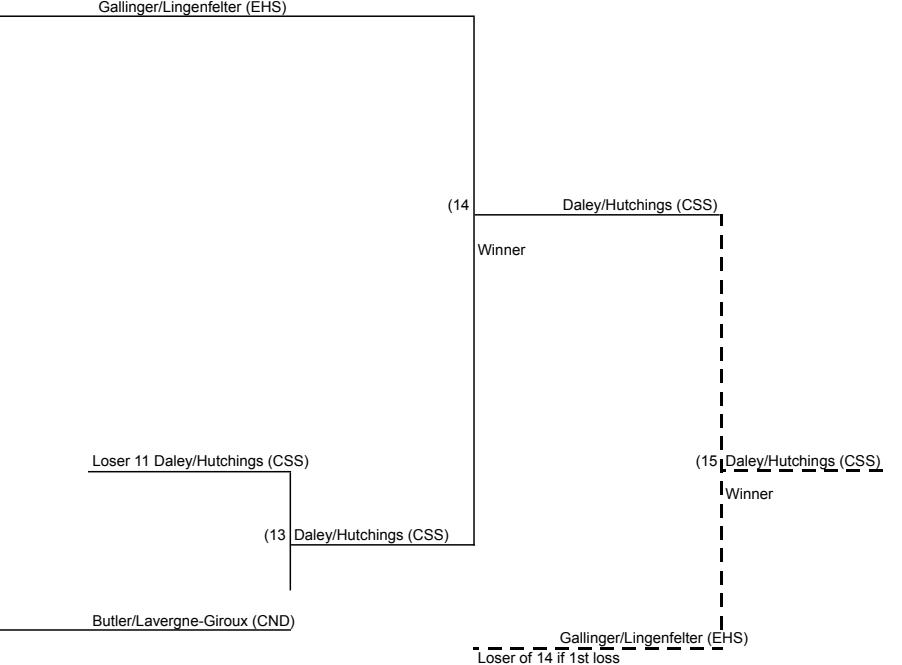 Gallinger/Lingenfelter (EHS)
(14
Daley/Hutchings (CSS)
Winner
Loser 11 Daley/Hutchings (CSS)
(15
Daley/Hutchings (CSS)
Winner
(13
Daley/Hutchings (CSS)
Butler/Lavergne-Giroux (CND)
Gallinger/Lingenfelter (EHS)
Loser of 14 if 1st loss